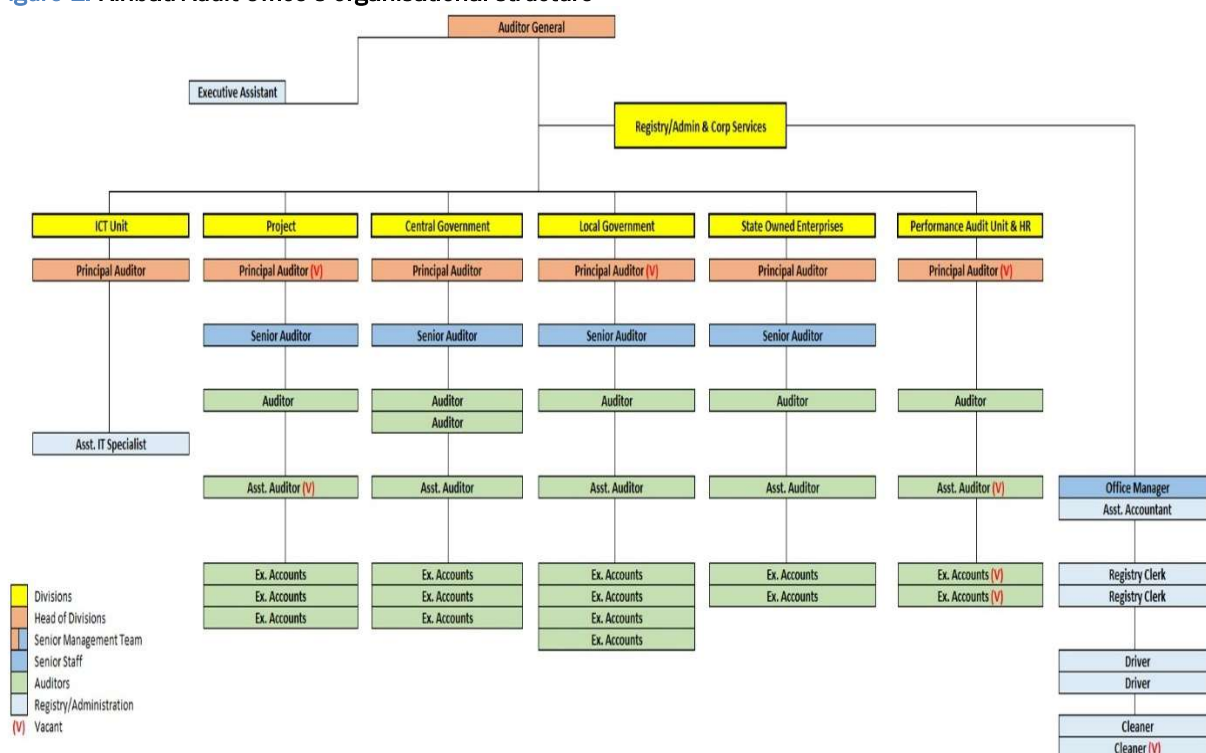 Auditor General
Executive Assistant
Registry/Admin & Corp Services
ICT Unit
Project
Central Government
Local Government
State Owned Enterprises
Performance Audit Unit & HR
Principal Auditor
Principal Auditor (V)
Principal Auditor
Principal Auditor (V)
Principal Auditor
Principal Auditor (V)
Senior Auditor
Senior Auditor
Senior Auditor
Senior Auditor
Auditor
Auditor
Auditor
Auditor
Auditor
Auditor
Asst. IT Specialist
Asst. Auditor (V)
Asst. Auditor
Asst. Auditor
Asst. Auditor
Asst. Auditor (V)
Office Manager
Asst. Accountant
Ex. Accounts
Ex. Accounts
Ex. Accounts
Ex. Accounts
Ex. Accounts (V)
Registry Clerk
Ex. Accounts
Ex. Accounts
Ex. Accounts
Ex. Accounts
Ex. Accounts (V)
Registry Clerk
Ex. Accounts
Ex. Accounts
Ex. Accounts
Ex. Accounts
Driver
Driver
Cleaner
Cleaner (V)
Divisions
Head of Divisions
Senior Management Team
Senior Staff
Auditors
Registry/Administration
(V) Vacant